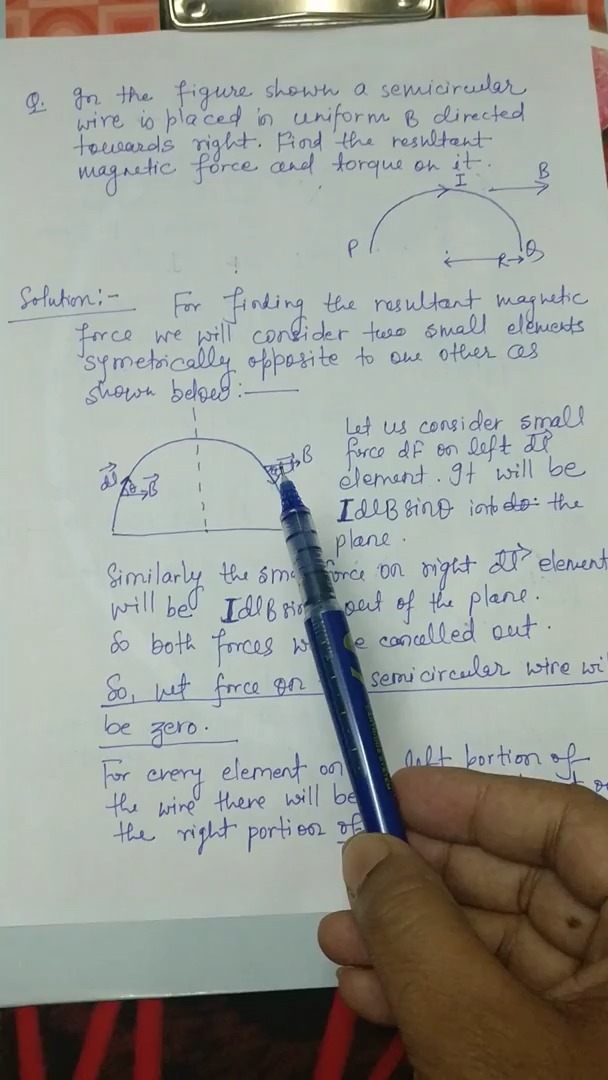 Q. In the figure shown a semicircular
wire is placed in uniform B directed
towards right. Find the resultant
magnetic force and torque on it.
I B
P R Q
Solution:- For finding the resultant magnetic
force we will consider two small elements
symetrically opposite to one other as
shown below:
Let us consider small
force dF on left dl
element. It will be
IdlB sinθ into the
plane.
dl θ B
θ B
Similarly the force on right dl element
will be IdlB out of the plane.
So both forces cancelled out.
So, net force on semicircular wire
be zero.
For every element on left portion of
the wire there will be
the right portion of